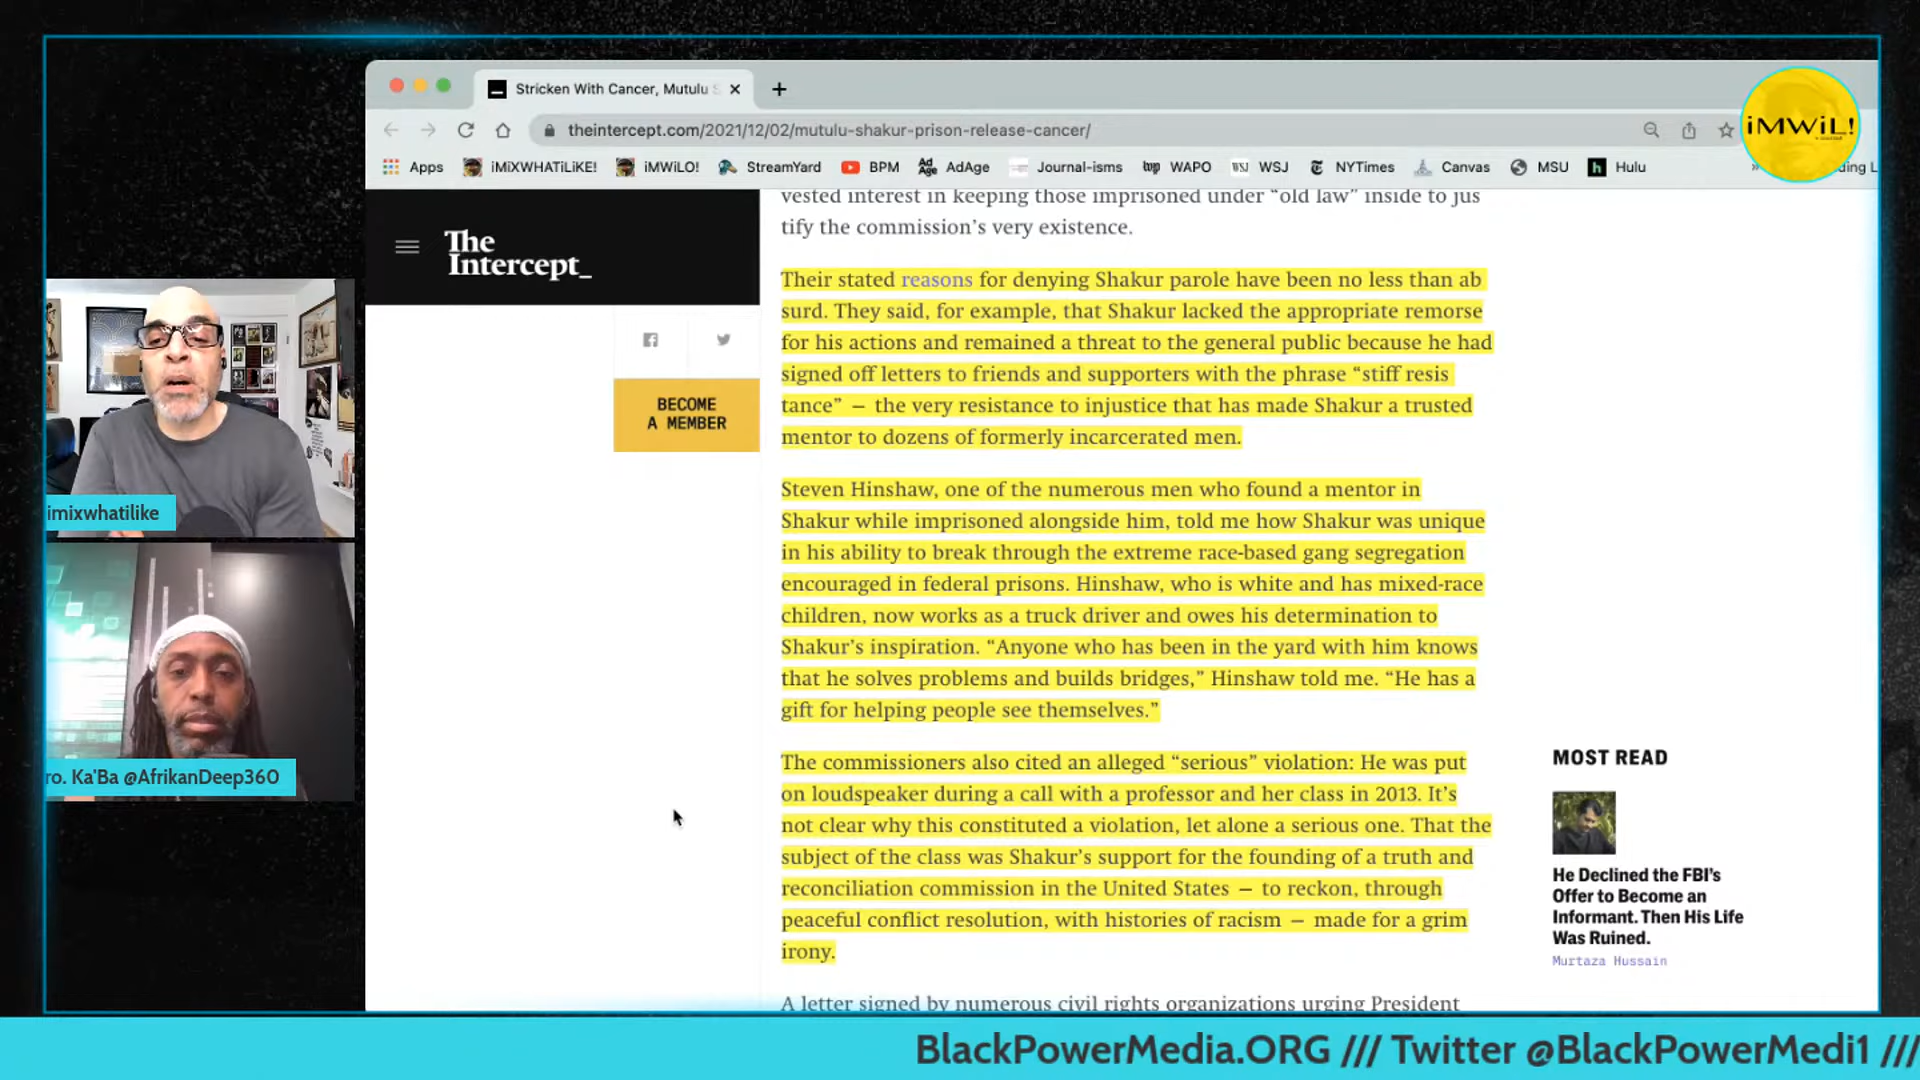 Stricken With Cancer, Mutulu S
theintercept.com/2021/12/02/mutulu-shakur-prison-release-cancer/
iMWiL!
Apps
iMiXWHATiLiKE!
iMWiLO!
StreamYard
BPM
Ad Age
AdAge
Journal-isms
wp
WAPO
WSJ
WSJ
NYTimes
Canvas
MSU
h
Hulu
»
ding L
The
Intercept_
BECOME
A MEMBER
vested interest in keeping those imprisoned under “old law” inside to jus
tify the commission’s very existence.
Their stated reasons for denying Shakur parole have been no less than ab
surd. They said, for example, that Shakur lacked the appropriate remorse
for his actions and remained a threat to the general public because he had
signed off letters to friends and supporters with the phrase “stiff resis
tance” — the very resistance to injustice that has made Shakur a trusted
mentor to dozens of formerly incarcerated men.
Steven Hinshaw, one of the numerous men who found a mentor in
Shakur while imprisoned alongside him, told me how Shakur was unique
in his ability to break through the extreme race-based gang segregation
encouraged in federal prisons. Hinshaw, who is white and has mixed-race
children, now works as a truck driver and owes his determination to
Shakur’s inspiration. “Anyone who has been in the yard with him knows
that he solves problems and builds bridges,” Hinshaw told me. “He has a
gift for helping people see themselves.”
The commissioners also cited an alleged “serious” violation: He was put
on loudspeaker during a call with a professor and her class in 2013. It’s
not clear why this constituted a violation, let alone a serious one. That the
subject of the class was Shakur’s support for the founding of a truth and
reconciliation commission in the United States — to reckon, through
peaceful conflict resolution, with histories of racism — made for a grim
irony.
A letter signed by numerous civil rights organizations urging President
MOST READ
He Declined the FBI’s
Offer to Become an
Informant. Then His Life
Was Ruined.
Murtaza Hussain
imixwhatilike
ro. Ka'Ba @AfrikanDeep360
BlackPowerMedia.ORG /// Twitter @BlackPowerMedi1 ///